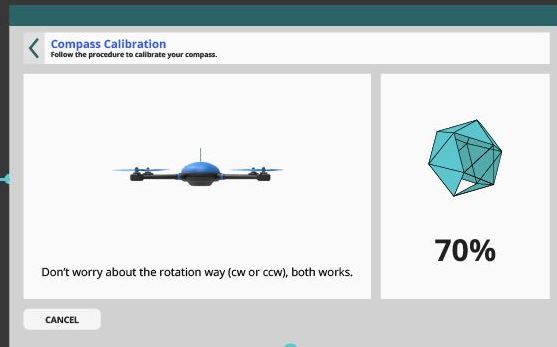 Compass Calibration
Follow the procedure to calibrate your compass.
Don't worry about the rotation way (cw or ccw), both works.
70%
CANCEL